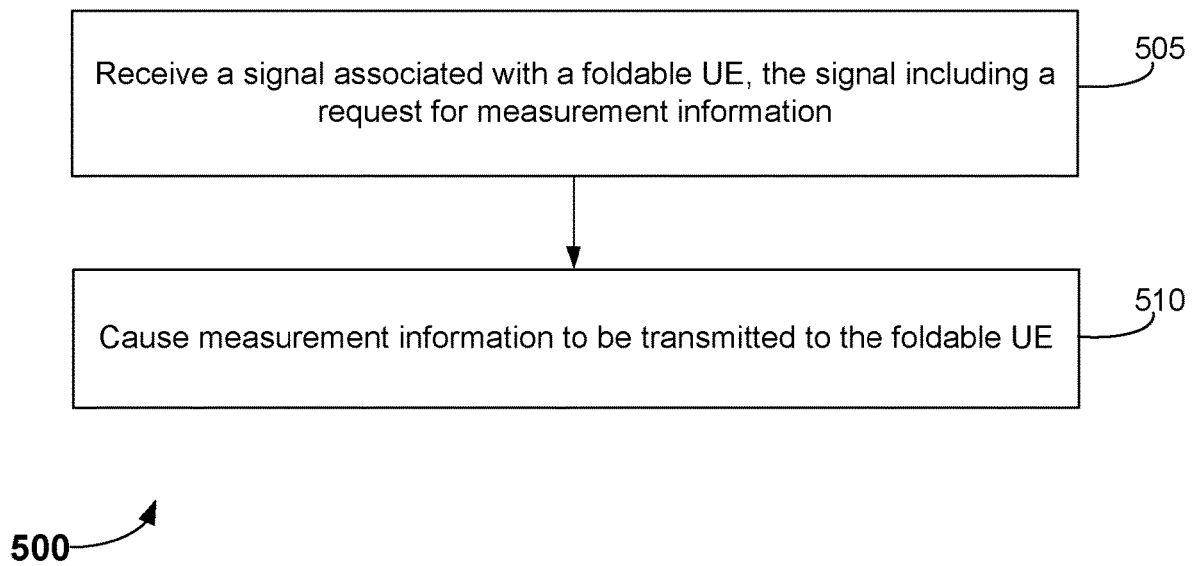 505
Receive a signal associated with a foldable UE, the signal including a
request for measurement information
510
Cause measurement information to be transmitted to the foldable UE
500